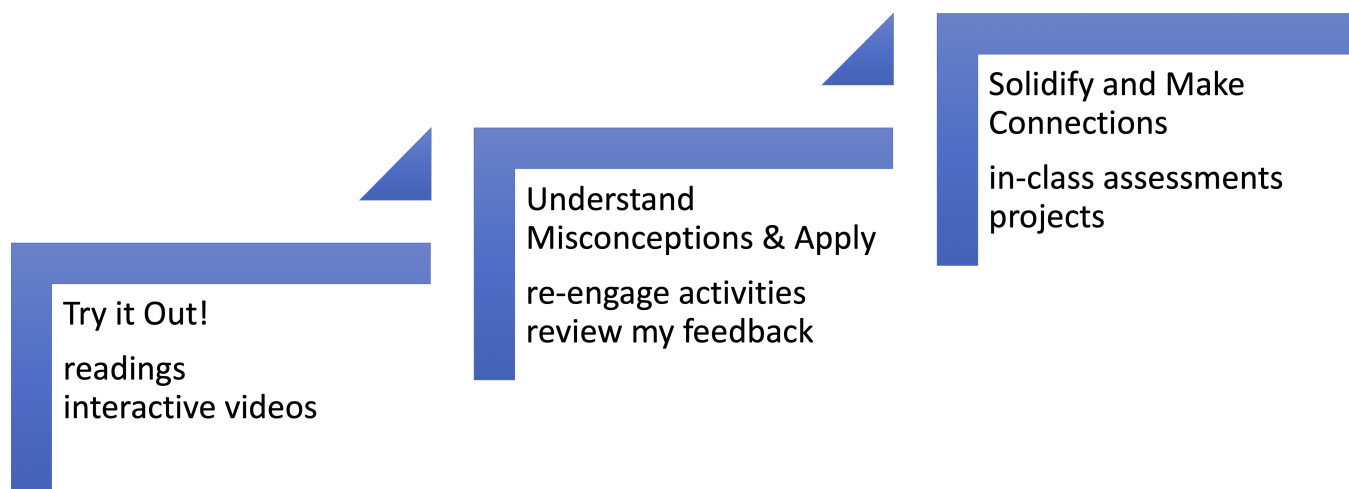 Try it Out!
readings
interactive videos
Understand
Misconceptions & Apply
re-engage activities
review my feedback
Solidify and Make
Connections
in-class assessments
projects